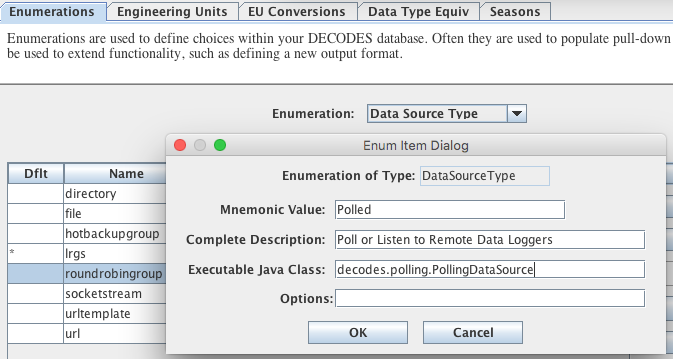 Enumerations Engineering Units EU Conversions Data Type Equiv Seasons
Enumerations are used to define choices within your DECODES database. Often they are used to populate pull-down
be used to extend functionality, such as defining a new output format.
Enumeration: Data Source Type
Enum Item Dialog
Enumeration of Type: DataSourceType
Mnemonic Value: Polled
Complete Description: Poll or Listen to Remote Data Loggers
Executable Java Class: decodes.polling.PollingDataSource
Options:
OK Cancel
Dflt Name
directory
file
hotbackupgroup
* lrgs
roundrobingroup
socketstream
urltemplate
url